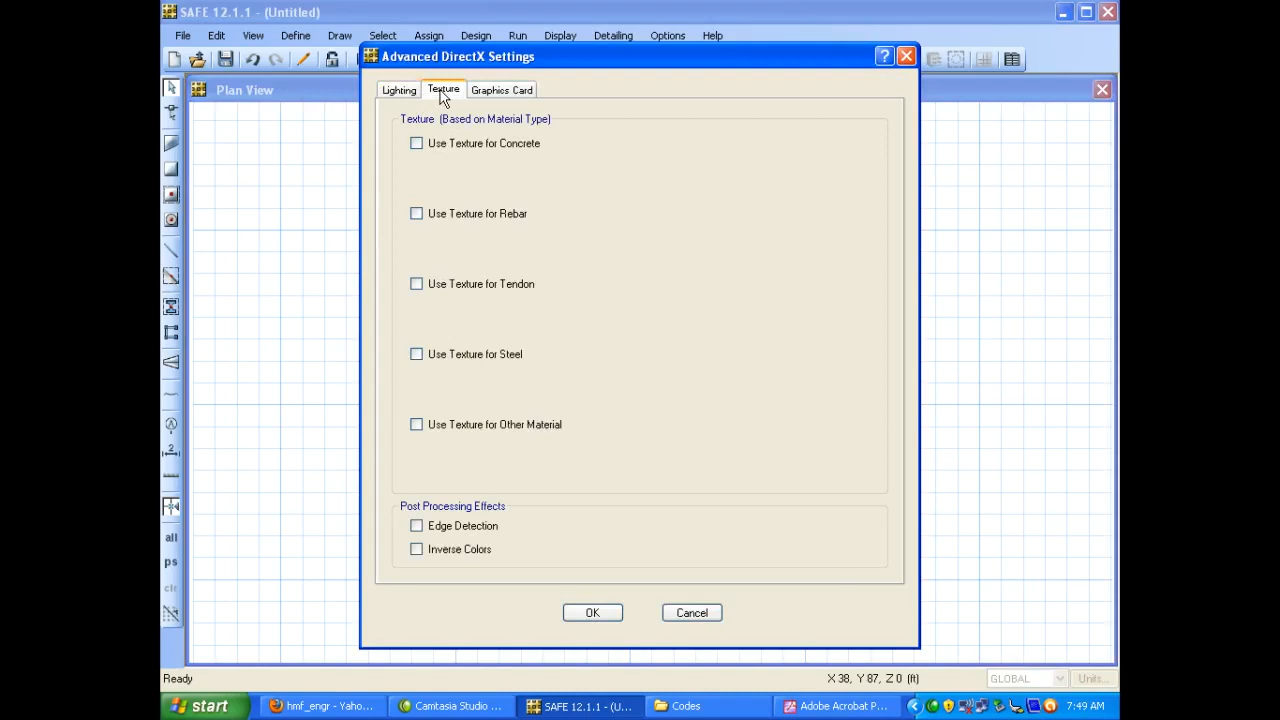 SAFE 12.1.1 - (Untitled)
File Edit View Define Draw Select Assign Design Run Display Detailing Options Help
Advanced DirectX Settings
Plan View
Lighting Texture Graphics Card
Texture (Based on Material Type)
Use Texture for Concrete
Use Texture for Rebar
Use Texture for Tendon
Use Texture for Steel
Use Texture for Other Material
Post Processing Effects
Edge Detection
Inverse Colors
all
ps
clr
OK Cancel
Ready X 38, Y 87, Z 0 (ft) GLOBAL Units...
start hmf_engr - Yaho... Camtasia Studio ... SAFE 12.1.1 - (U... Codes Adobe Acrobat P... 7:49 AM